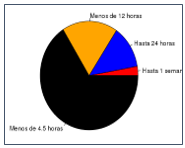 Menos de 12 horas
Hasta 24 horas
Hasta 1 seman
Menos de 4.5 horas